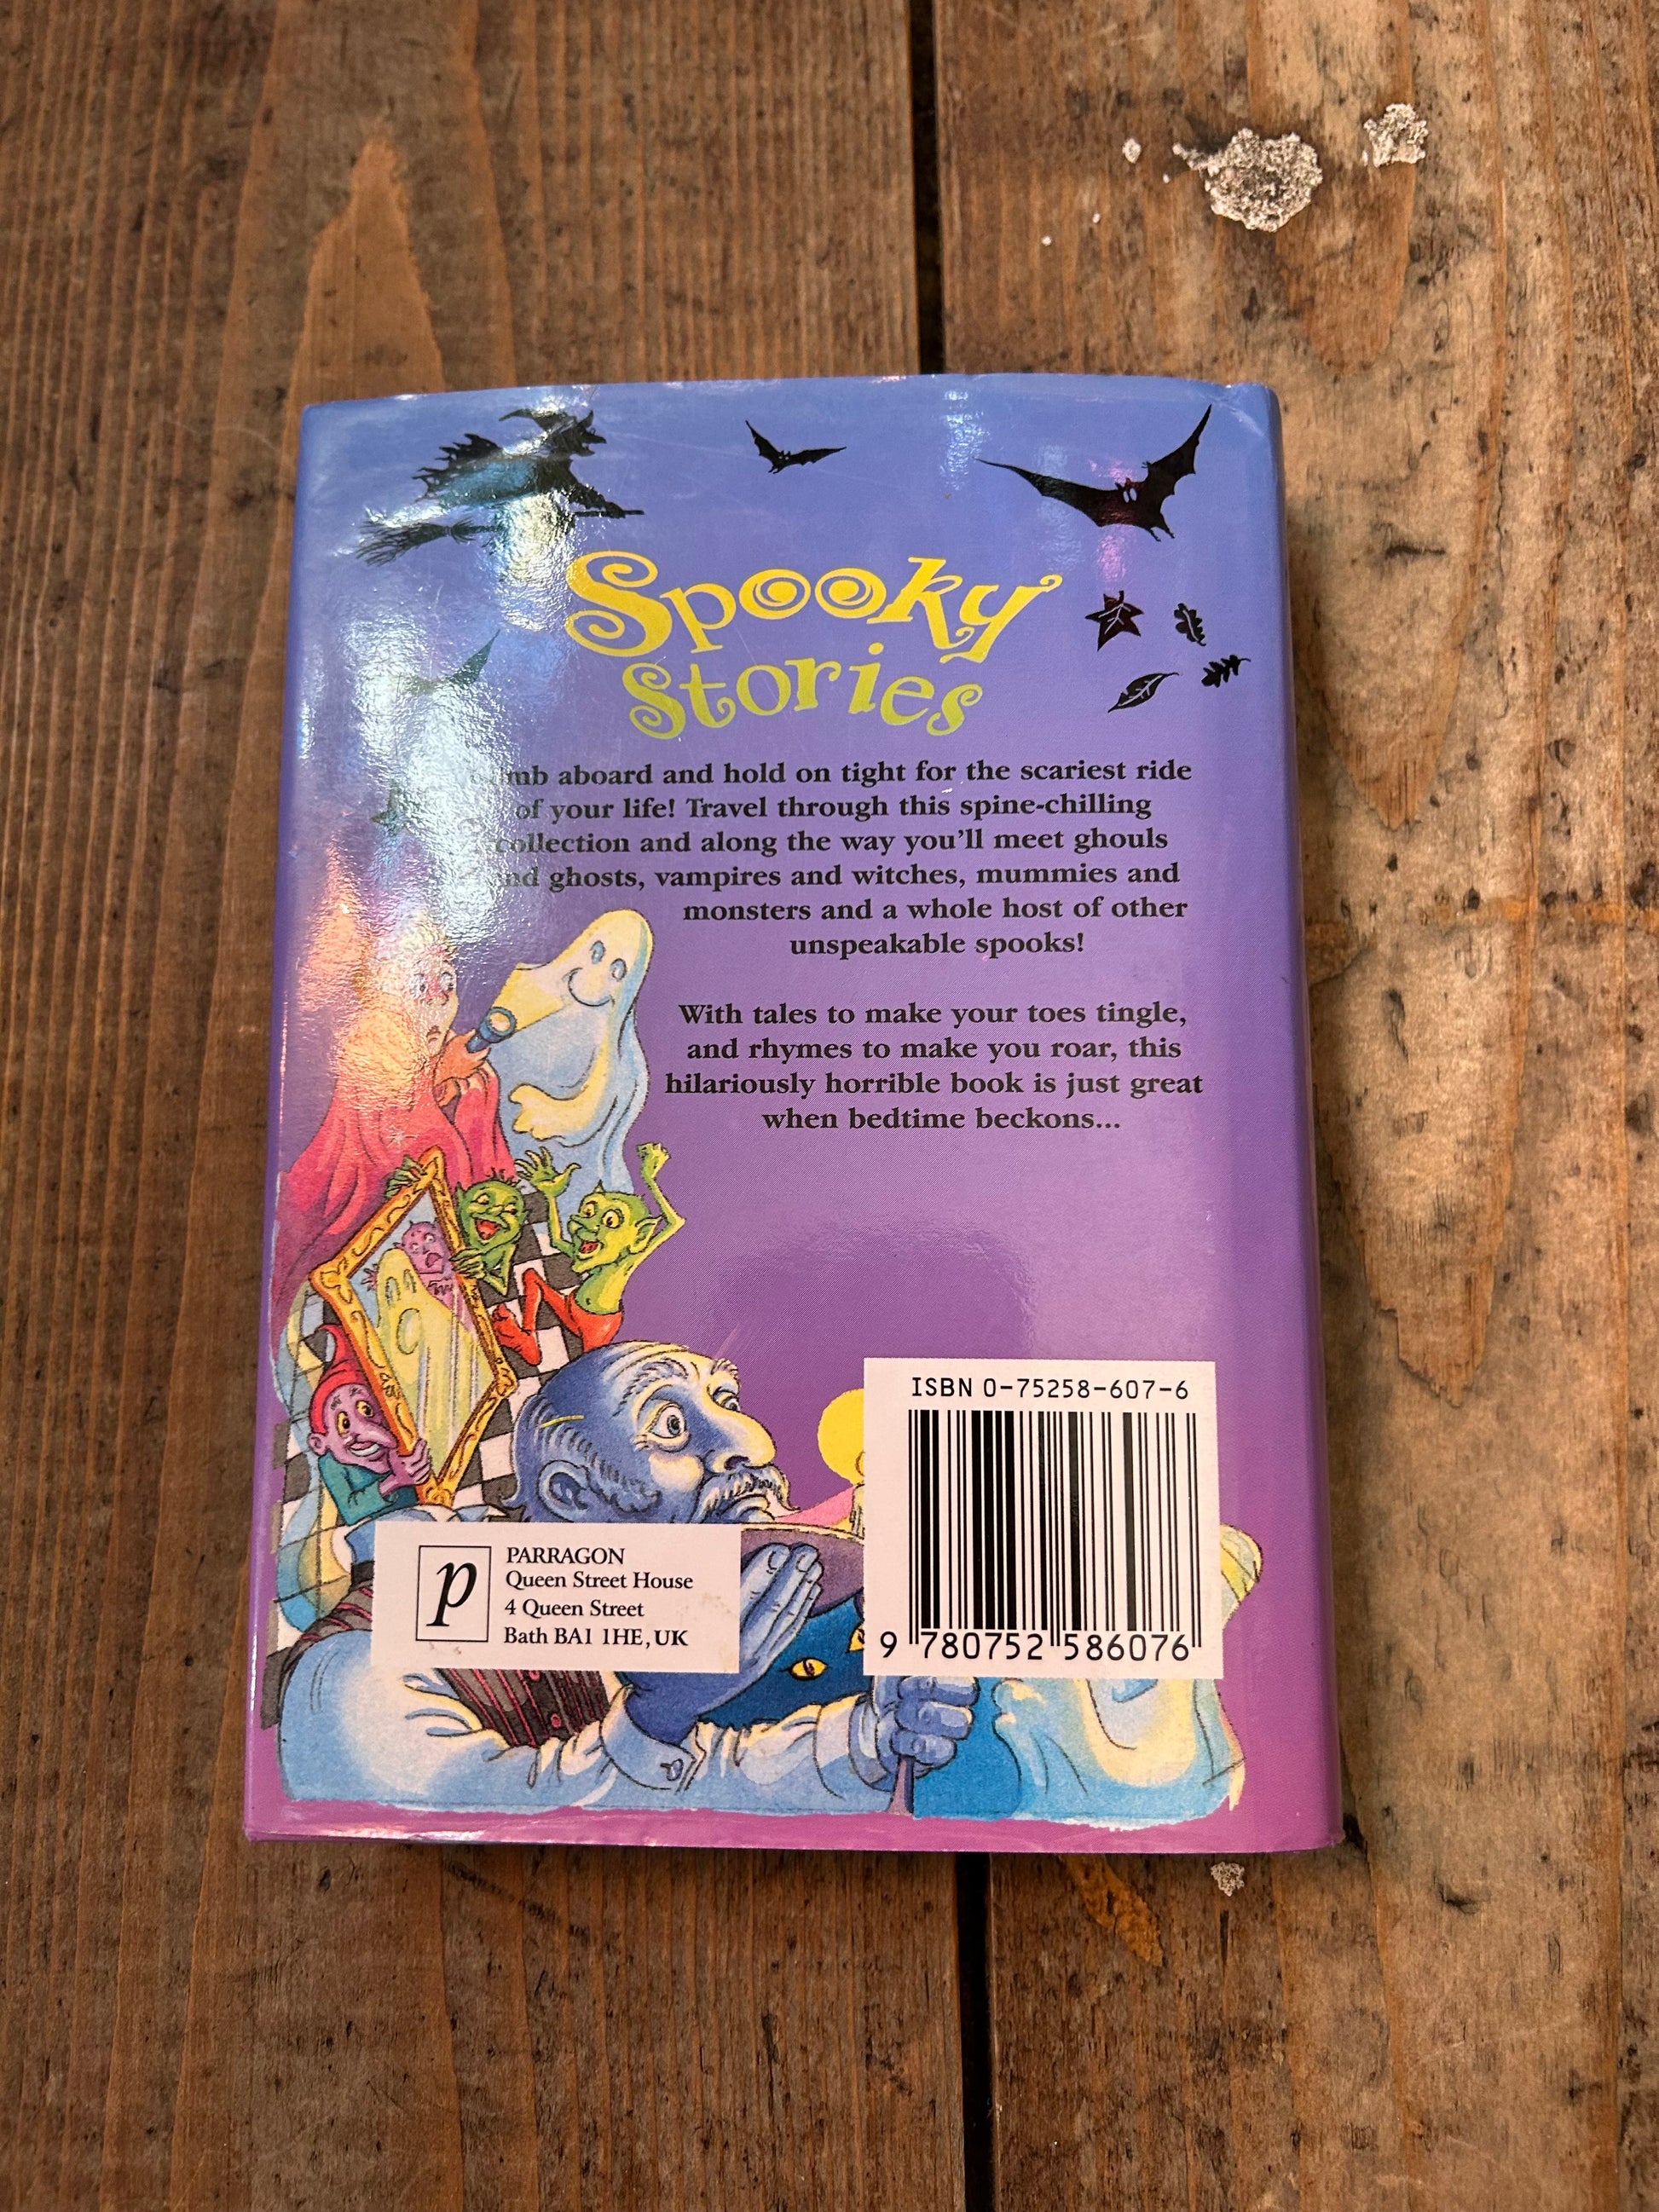 Spooky
Stories
aboard and hold on tight for the scariest ride
of your life! Travel through this spine-chilling
collection and along the way you'll meet ghouls
and ghosts, vampires and witches, mummies and
monsters and a whole host of other
unspeakable spooks!
With tales to make your toes tingle,
and rhymes to make you roar, this
hilariously horrible book is just great
when bedtime beckons...
ISBN 0-75258-607-6
9 780752 586076
p
PARRAGON
Queen Street House
4 Queen Street
Bath BA1 1HE, UK